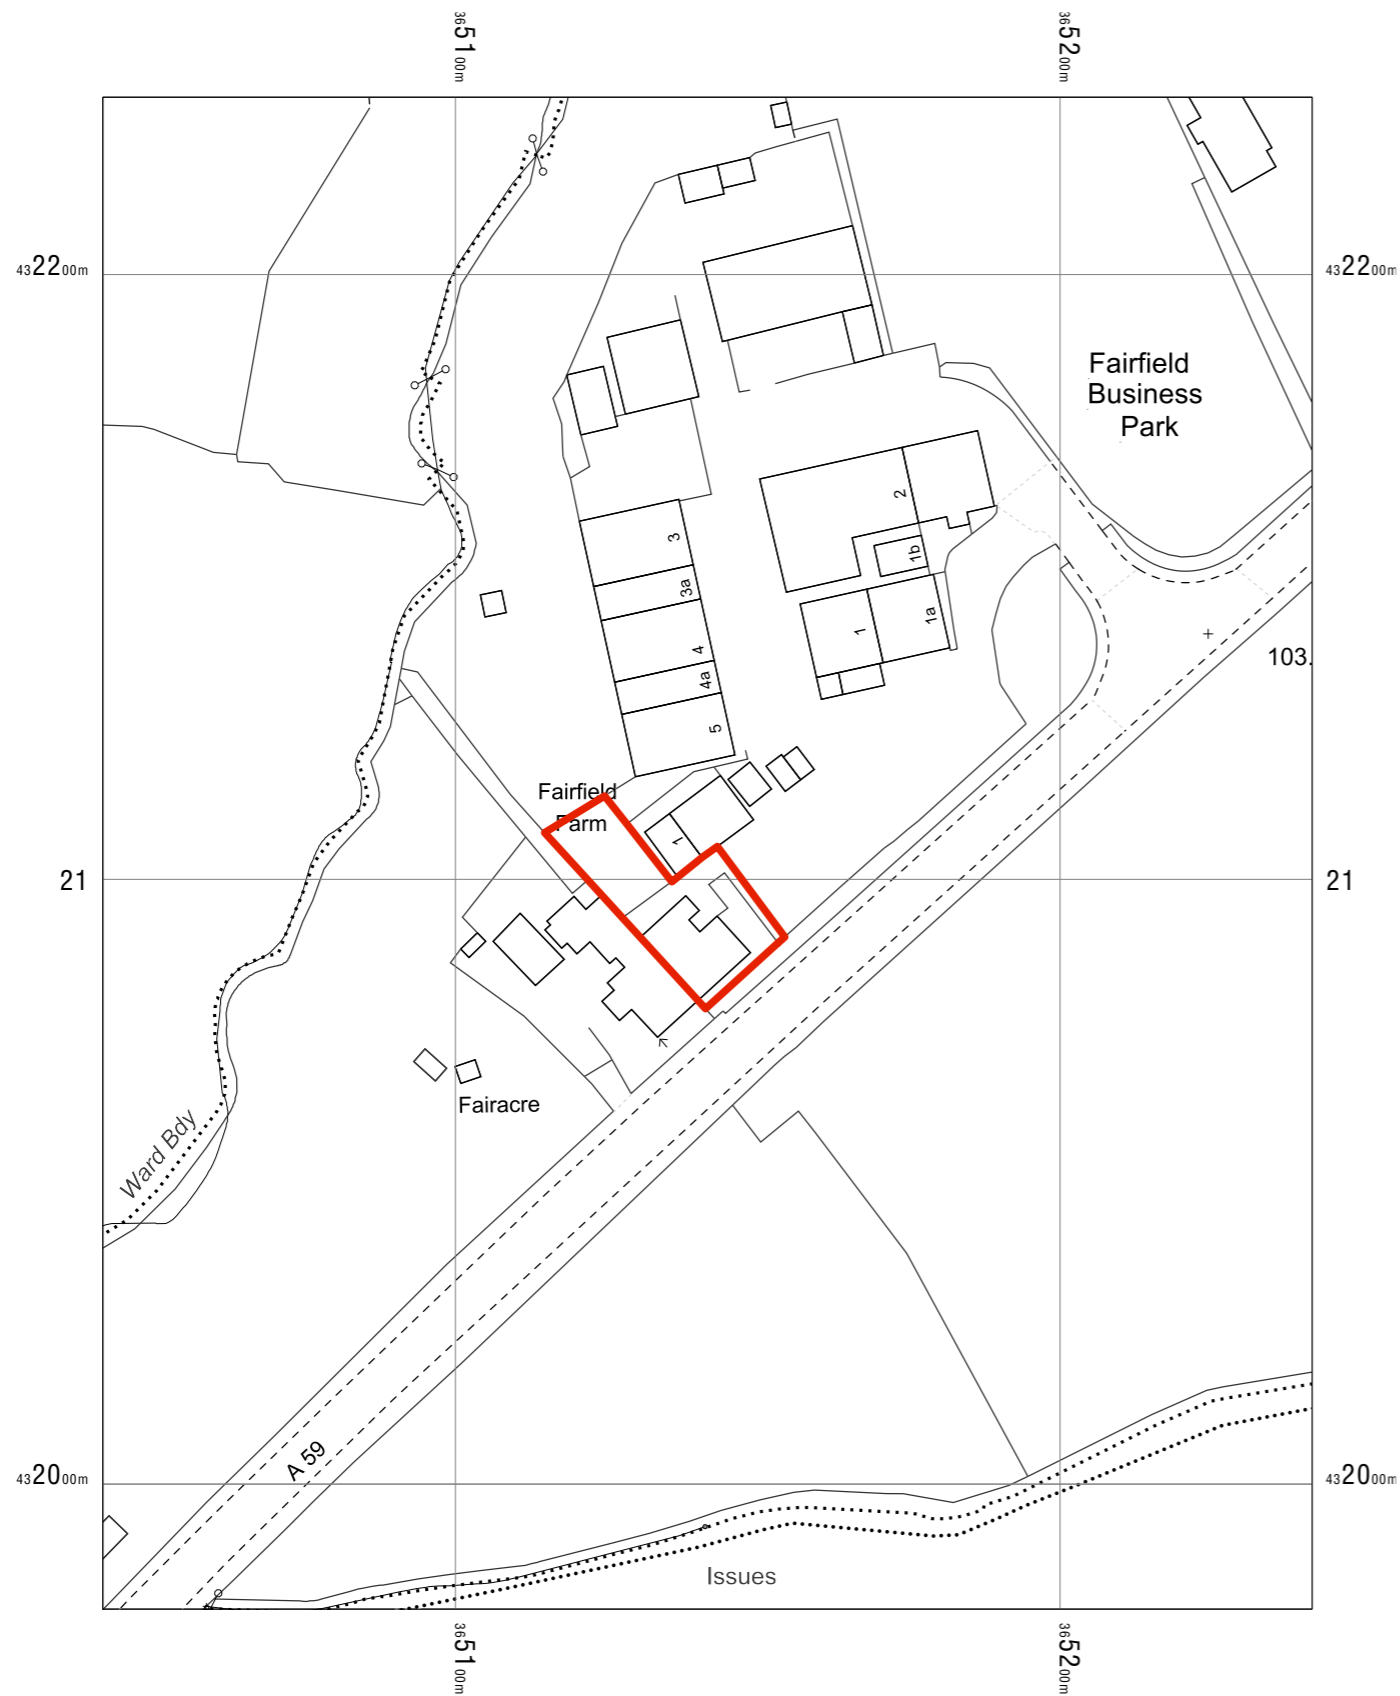 3651 00m
3652 00m
4322 00m
4322 00m
Fairfield
Business
Park
2
3
1b
3a
1a
1
4
4a
103.
5
Fairfield
Farm
1
21
21
Fairacre
Ward Bdy
A 59
4320 00m
4320 00m
Issues
3651 00m
3652 00m